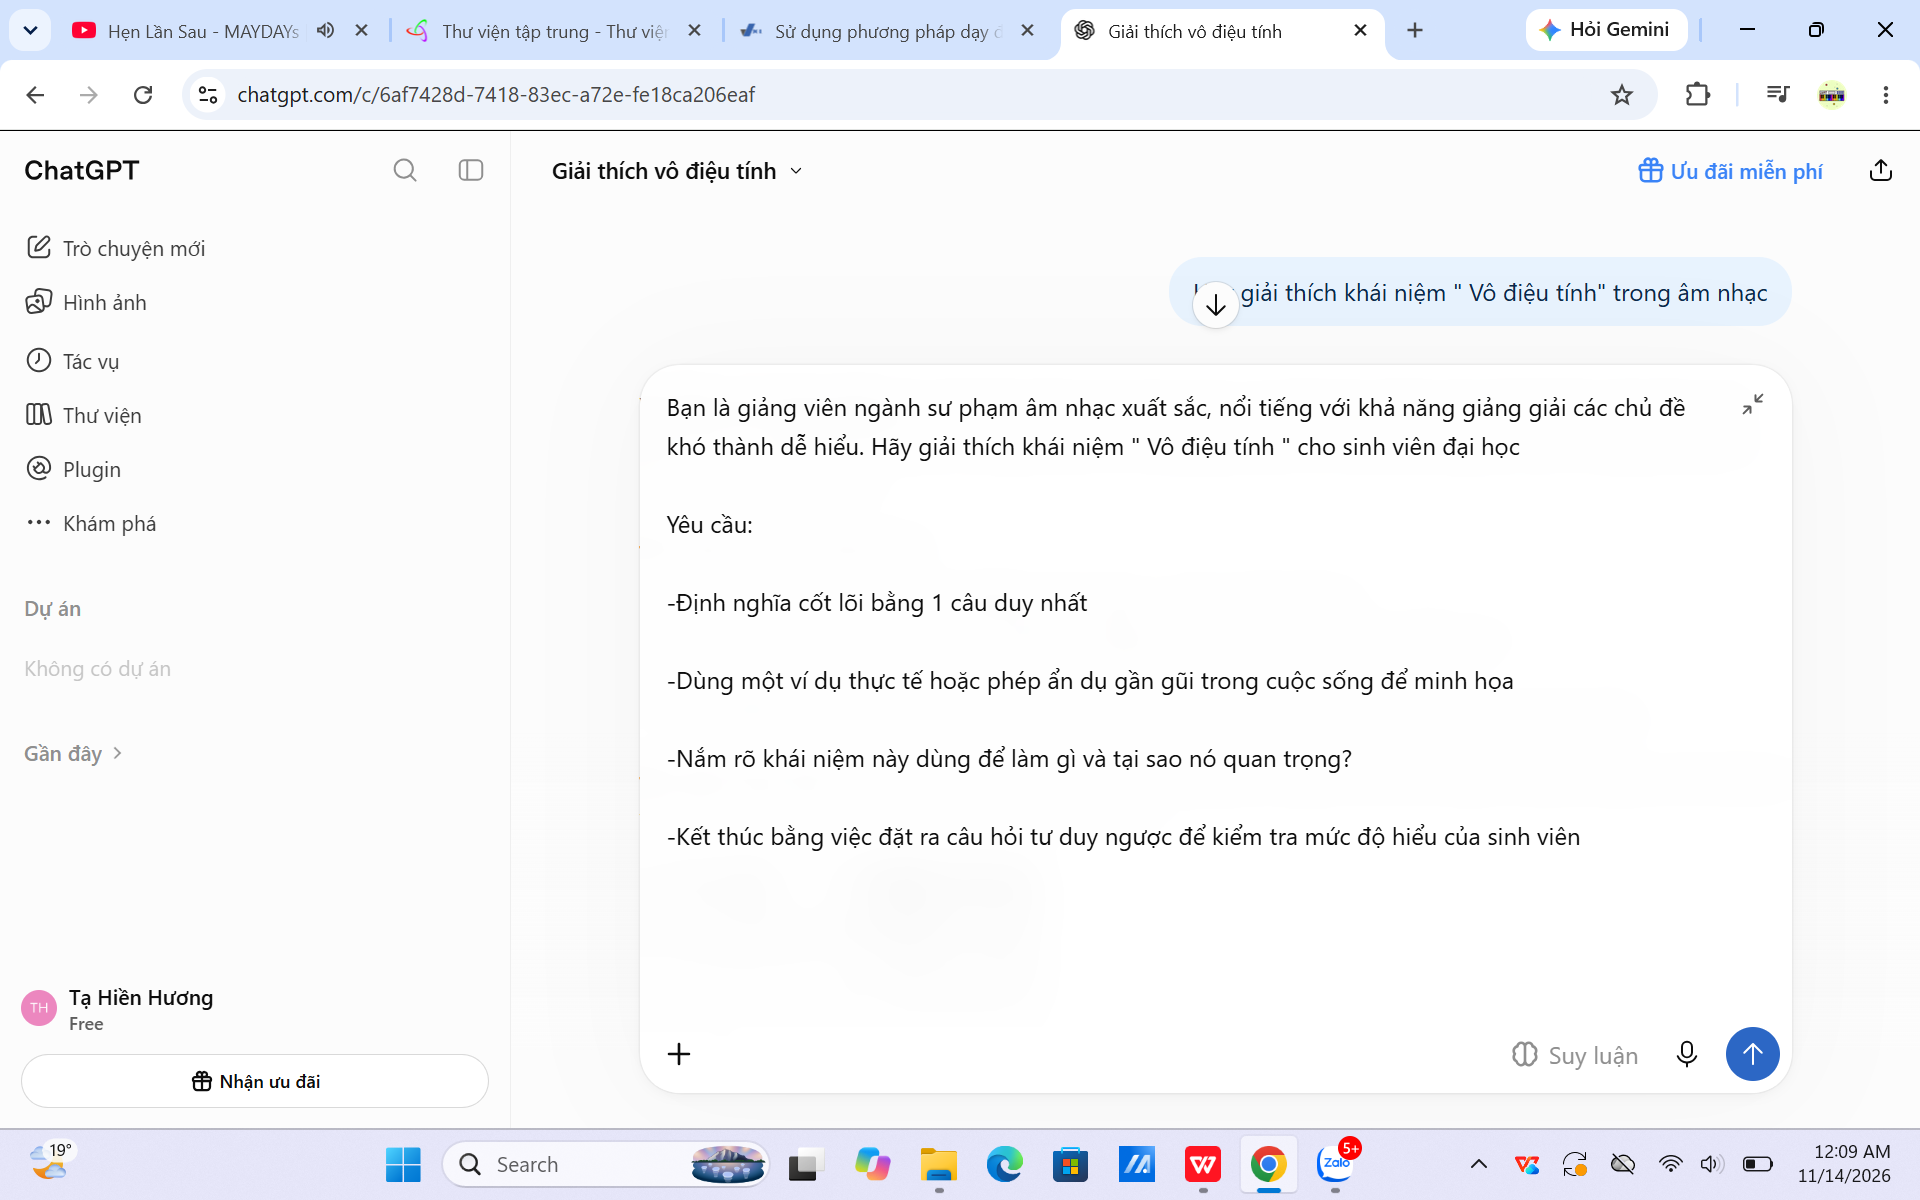 Hẹn Lần Sau - MAYDAYs
Thư viện tập trung - Thư viện
Sử dụng phương pháp dạy
Giải thích vô điệu tính
Hỏi Gemini
chatgpt.com/c/6af7428d-7418-83ec-a72e-fe18ca206eaf
ChatGPT
Giải thích vô điệu tính
Ưu đãi miễn phí
Trò chuyện mới
Hình ảnh
Tác vụ
Thư viện
Plugin
Khám phá
Dự án
Không có dự án
Gần đây
giải thích khái niệm " Vô điệu tính" trong âm nhạc
Bạn là giảng viên ngành sư phạm âm nhạc xuất sắc, nổi tiếng với khả năng giảng giải các chủ đề
khó thành dễ hiểu. Hãy giải thích khái niệm " Vô điệu tính " cho sinh viên đại học
Yêu cầu:
-Định nghĩa cốt lõi bằng 1 câu duy nhất
-Dùng một ví dụ thực tế hoặc phép ẩn dụ gần gũi trong cuộc sống để minh họa
-Nắm rõ khái niệm này dùng để làm gì và tại sao nó quan trọng?
-Kết thúc bằng việc đặt ra câu hỏi tư duy ngược để kiểm tra mức độ hiểu của sinh viên
Suy luận
TH
Tạ Hiền Hương
Free
Nhận ưu đãi
19°
Search
Zalo
5+
12:09 AM
11/14/2026